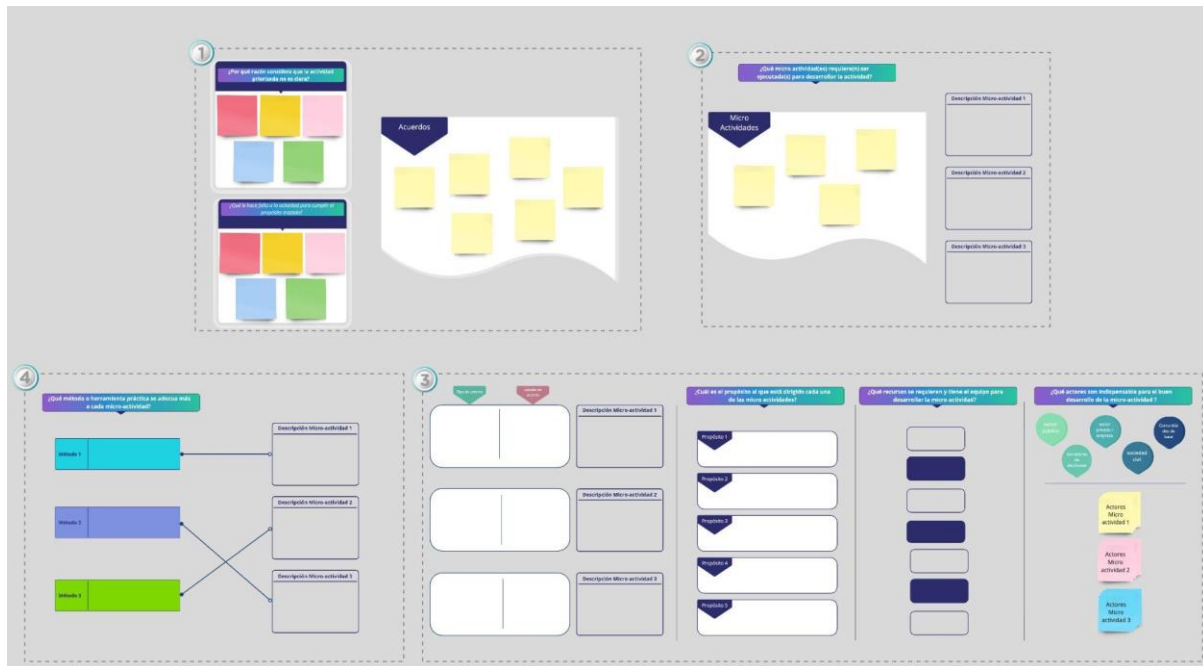 1
¿Por qué razón considera que la actividad
priorizada no es clara?
¿Qué le hace falta a la actividad para cumplir el
propósito trazado?
Acuerdos
2
¿Qué micro actividad(es) requiere(n) ser
ejecutada(s) para desarrollar la actividad?
Micro
Actividades
Descripción Micro-actividad 1
Descripción Micro-actividad 2
Descripción Micro-actividad 3
4
¿Qué método o herramienta práctica se adecua más
a cada micro-actividad?
Método 1
Método 2
Método 3
Descripción Micro-actividad 1
Descripción Micro-actividad 2
Descripción Micro-actividad 3
3
Descripción Micro-actividad 1
Descripción Micro-actividad 2
Descripción Micro-actividad 3
¿Cuál es el propósito al que está dirigido cada una
de las micro actividades?
Propósito 1
Propósito 2
Propósito 3
Propósito 4
Propósito 5
¿Qué recursos se requieren y tiene el equipo para
desarrollar la micro actividad?
¿Qué actores son indispensable para el buen
desarrollo de la micro-actividad ?
sociedad
civil
Actores
Micro
actividad 1
Actores
Micro
actividad 2
Actores
Micro
actividad 3